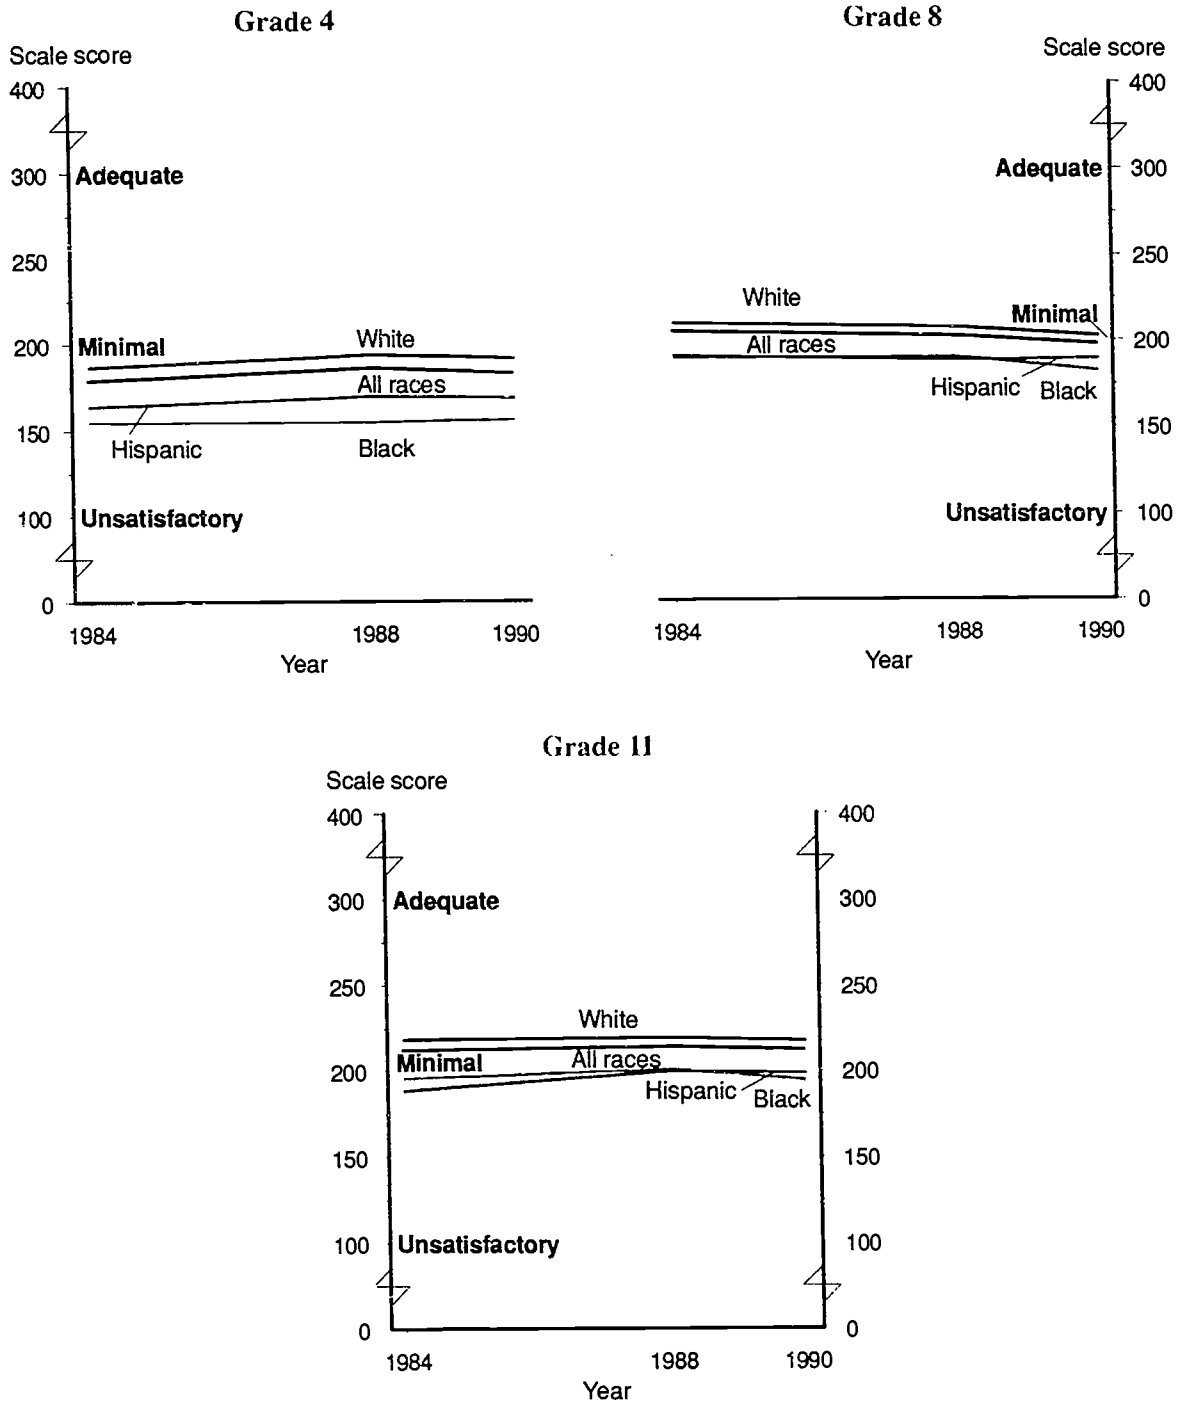 Grade 4
Scale score
400
300 Adequate
250
White
200 Minimal
All races
150
Hispanic Black
100 Unsatisfactory
0
1984 1988 1990
Year
Grade 8
Scale score
400
Adequate 300
250
White
Minimal
200
All races
Hispanic Black
150
Unsatisfactory 100
0
1984 1988 1990
Year
Grade 11
Scale score
400 400
300 Adequate 300
250 250
White
Minimal All races
200 200
Hispanic Black
150 150
100 Unsatisfactory 100
0 0
1984 1988 1990
Year